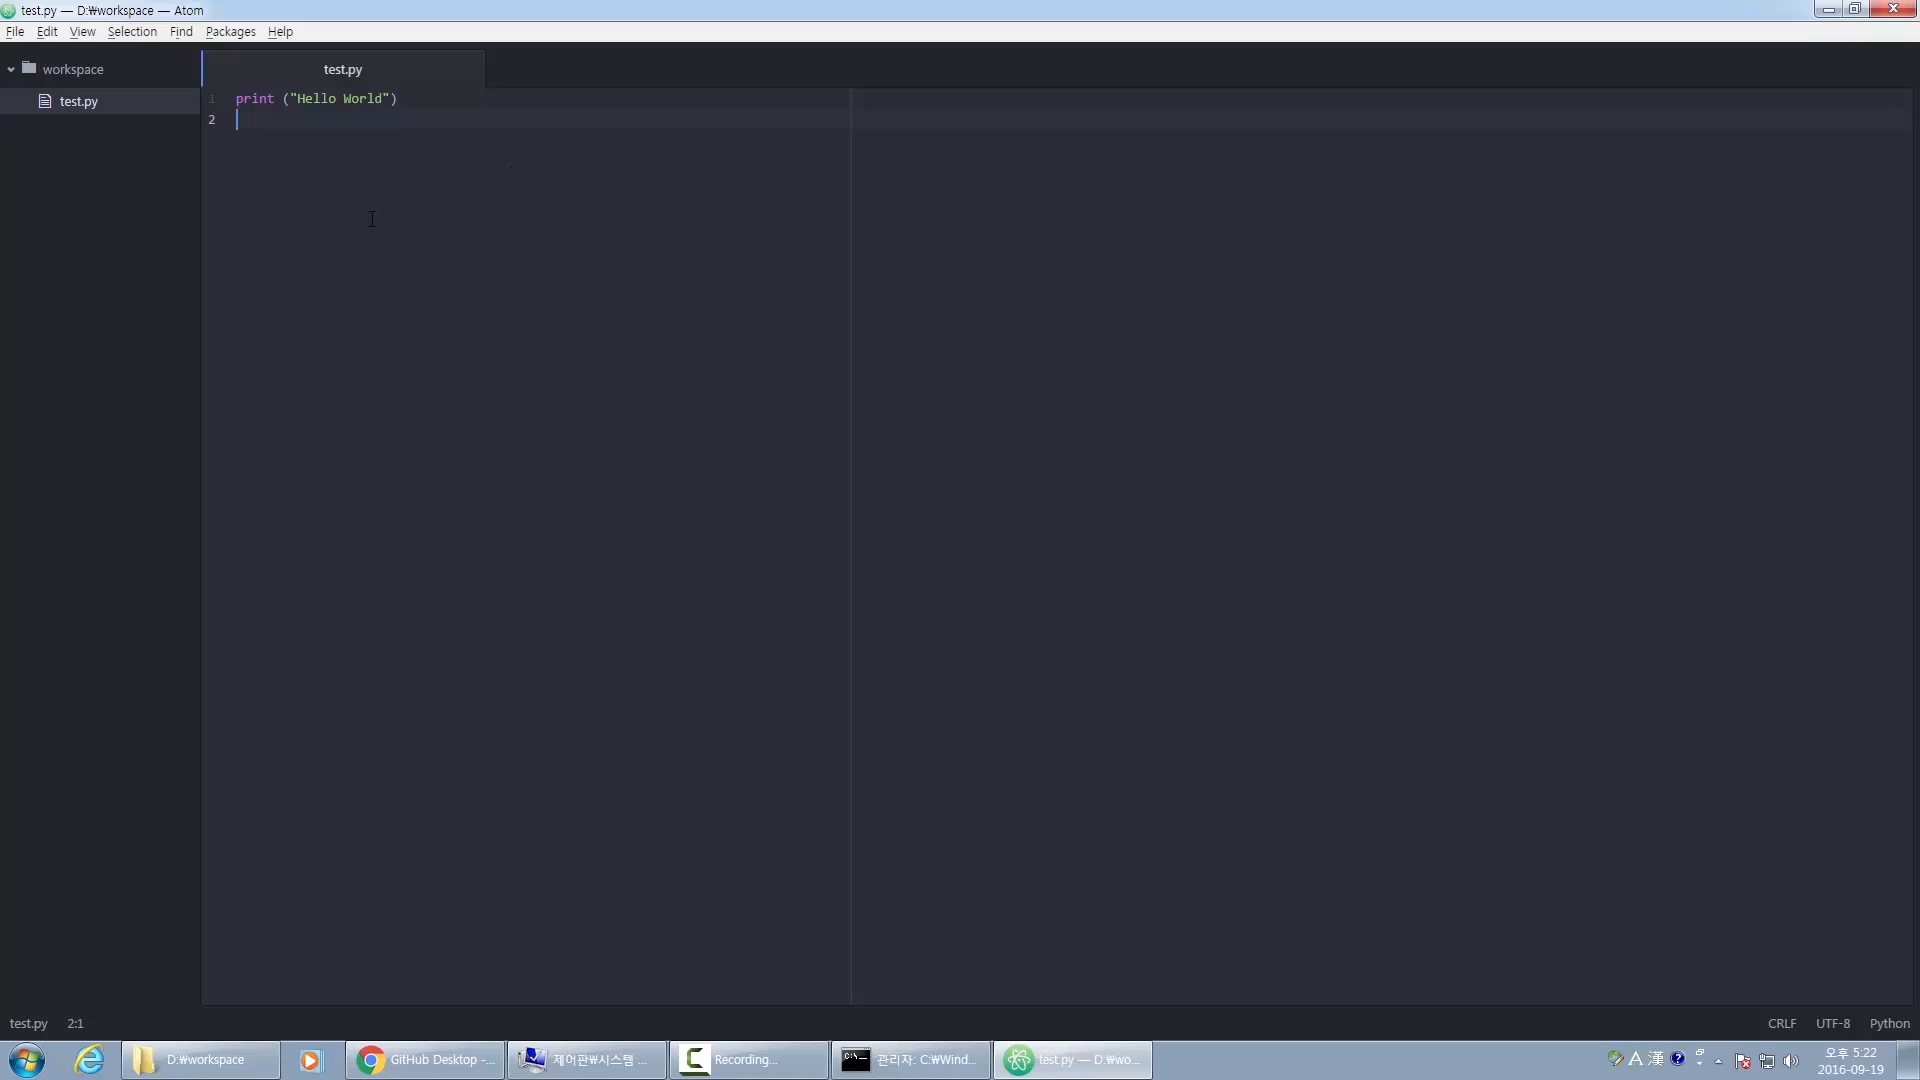 test.py — D:₩workspace — Atom
File Edit View Selection Find Packages Help
workspace
test.py
test.py
1 print ("Hello World")
2
test.py 2:1
CRLF UTF-8 Python
D:₩workspace
GitHub Desktop -...
제어판₩시스템 ...
Recording...
관리자: C:₩Wind...
test.py — D:₩wo...
A 漢
오후 5:22
2016-09-19